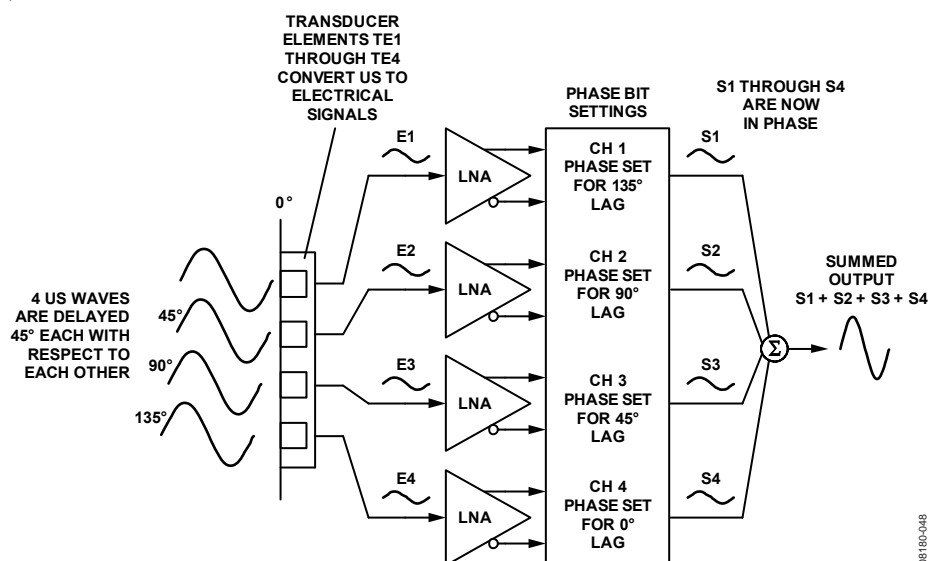 TRANSDUCER
ELEMENTS TE1
THROUGH TE4
CONVERT US TO
ELECTRICAL
SIGNALS
PHASE BIT
SETTINGS
S1 THROUGH S4
ARE NOW
IN PHASE
0°
4 US WAVES
ARE DELAYED
45° EACH WITH
RESPECT TO
EACH OTHER
45°
90°
135°
E1
LNA
CH 1
PHASE SET
FOR 135°
LAG
S1
E2
LNA
CH 2
PHASE SET
FOR 90°
LAG
S2
E3
LNA
CH 3
PHASE SET
FOR 45°
LAG
S3
E4
LNA
CH 4
PHASE SET
FOR 0°
LAG
S4
Σ
SUMMED
OUTPUT
S1 + S2 + S3 + S4
08180-048